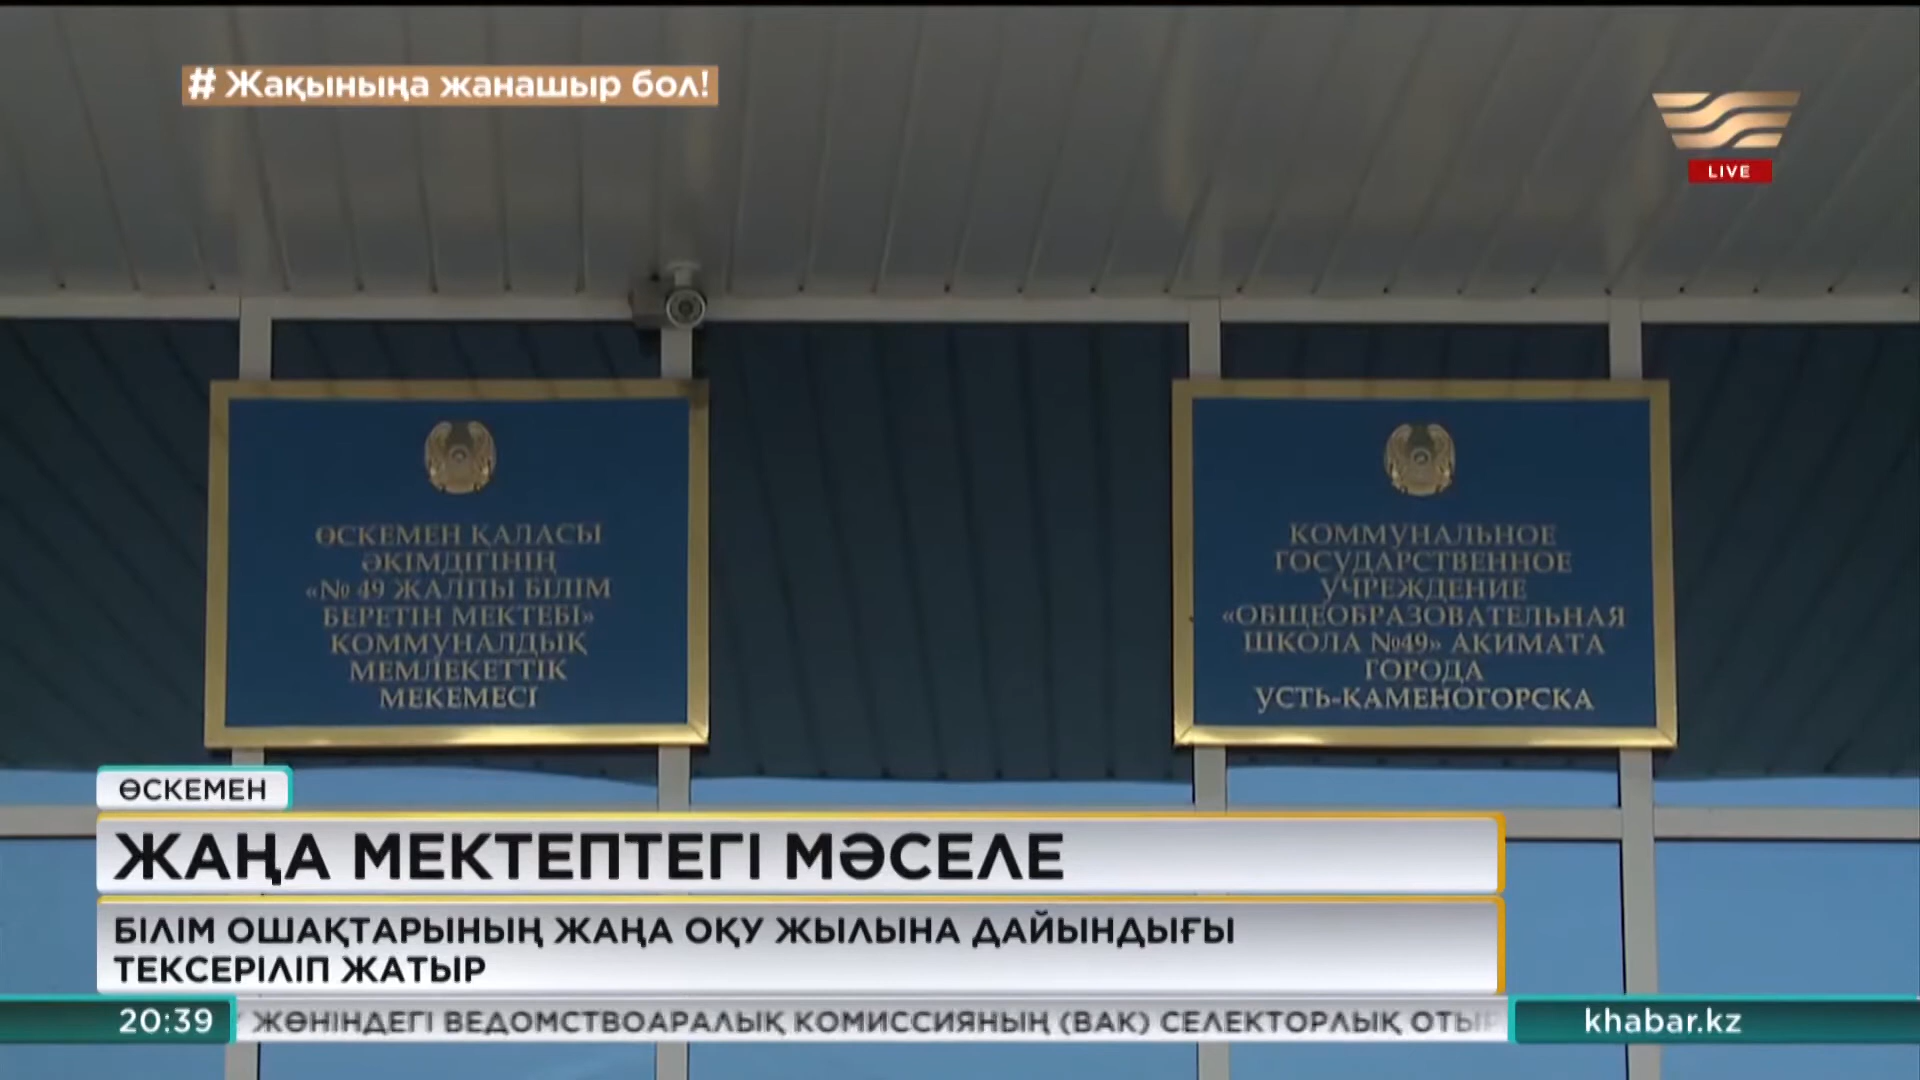 # Жақыныңа жанашыр бол!
LIVE
ӨСКЕМЕН ҚАЛАСЫ
ӘКІМДІГІНІҢ
«№ 49 ЖАЛПЫ БІЛІМ
БЕРЕТІН МЕКТЕБІ»
КОММУНАЛДЫҚ
МЕМЛЕКЕТТІК
МЕКЕМЕСІ
КОММУНАЛЬНОЕ
ГОСУДАРСТВЕННОЕ
УЧРЕЖДЕНИЕ
«ОБЩЕОБРАЗОВАТЕЛЬНАЯ
ШКОЛА №49» АКИМАТА
ГОРОДА
УСТЬ-КАМЕНОГОРСКА
ӨСКЕМЕН
ЖАҢА МЕКТЕПТЕГІ МӘСЕЛЕ
БІЛІМ ОШАҚТАРЫНЫҢ ЖАҢА ОҚУ ЖЫЛЫНА ДАЙЫНДЫҒЫ
ТЕКСЕРІЛІП ЖАТЫР
20:39 ЖӨНІНДЕГІ ВЕДОМСТВОАРАЛЫҚ КОМИССИЯНЫҢ (ВАК) СЕЛЕКТОРЛЫҚ khabar.kz